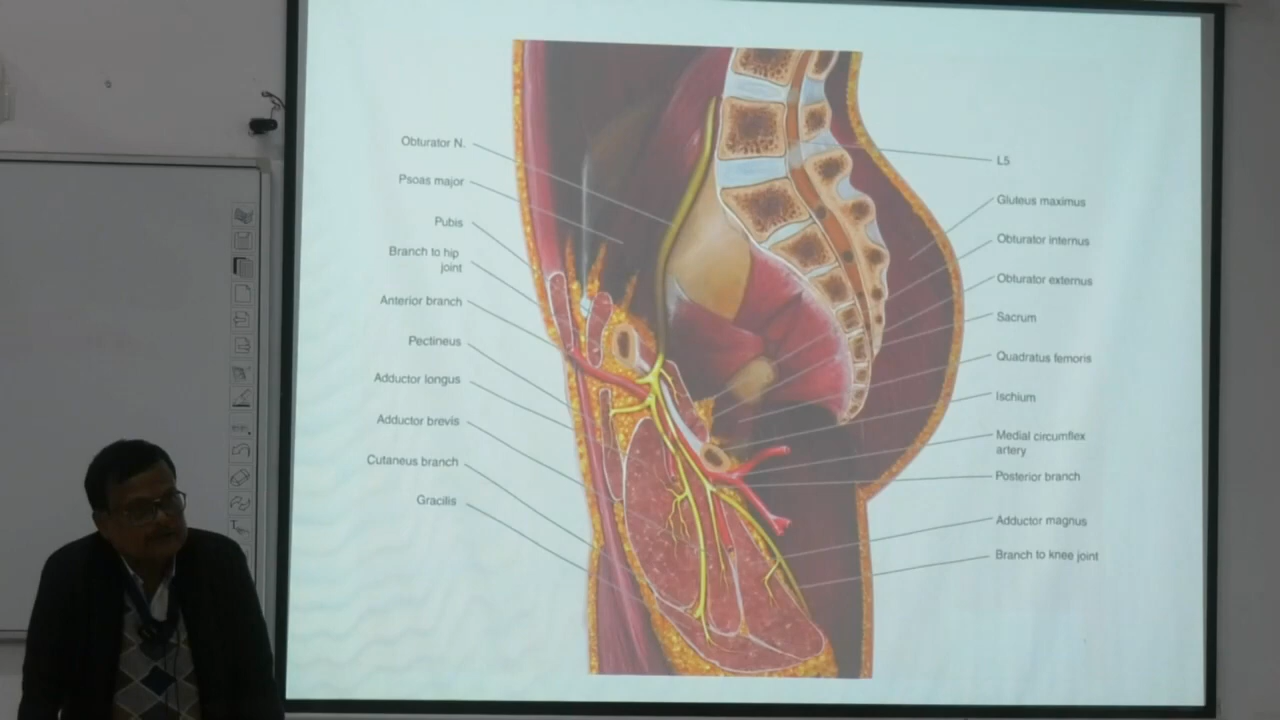 Obturator N.
Psoas major
Pubis
Branch to hip
joint
Anterior branch
Pectineus
Adductor longus
Adductor brevis
Cutaneus branch
Gracilis
L5
Gluteus maximus
Obturator internus
Obturator externus
Sacrum
Quadratus femoris
Ischium
Medial circumflex
artery
Posterior branch
Adductor magnus
Branch to knee joint